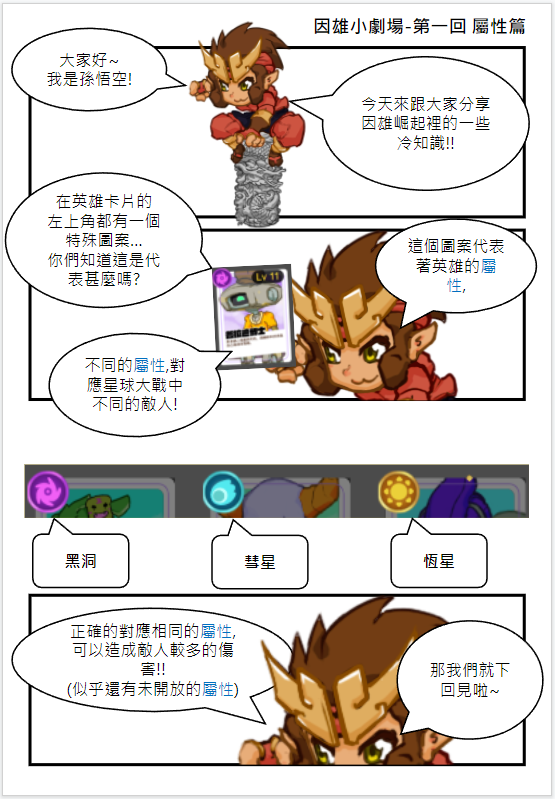 因雄小劇場-第一回 屬性篇
大家好~
我是孫悟空!
今天來跟大家分享
因雄崛起裡的一些
冷知識!!
在英雄卡片的
左上角都有一個
特殊圖案...
你們知道這是代
表甚麼嗎?
這個圖案代表
著英雄的屬
性,
Lv 11
不同的屬性,對
應星球大戰中
不同的敵人!
黑洞
彗星
恆星
正確的對應相同的屬性,
可以造成敵人較多的傷
害!!
(似乎還有未開放的屬性)
那我們就下
回見啦~